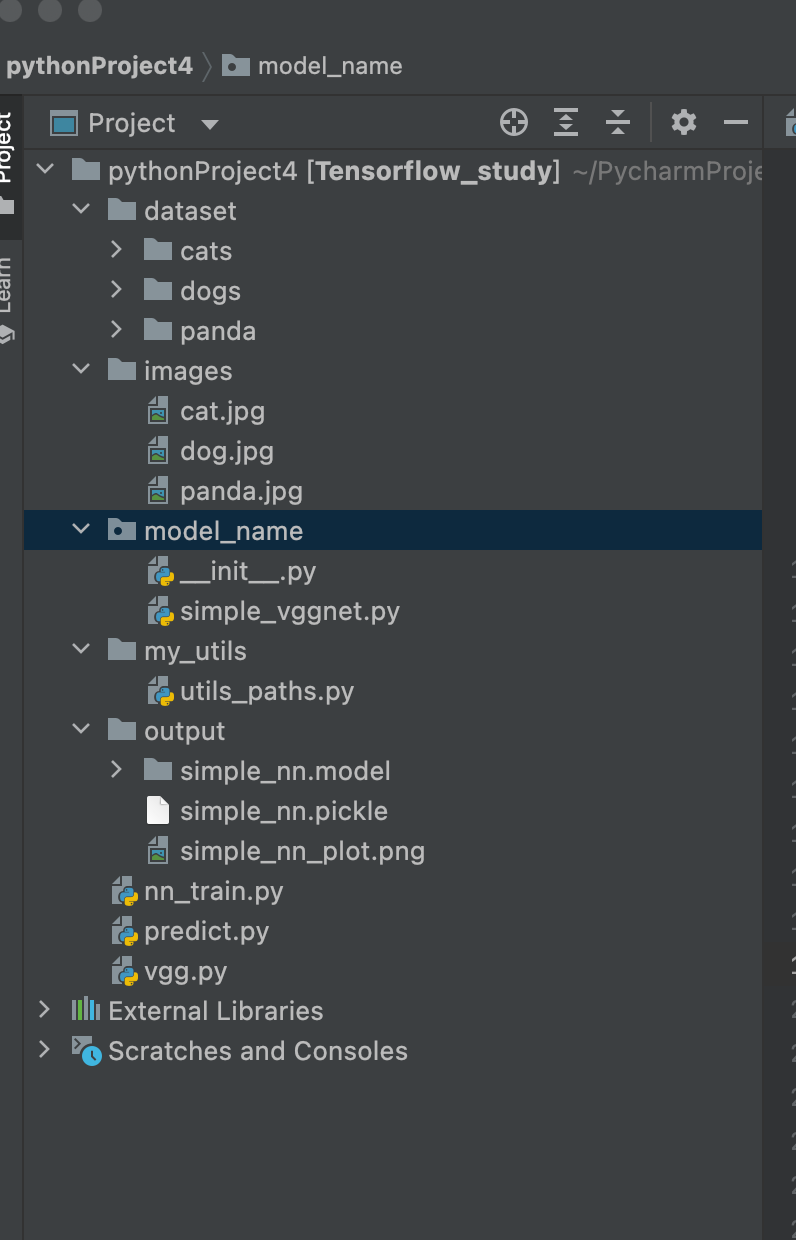 pythonProject4 model_name
Project
Project
pythonProject4 [Tensorflow_study] ~/PycharmProje
dataset
cats
dogs
panda
Learn
images
cat.jpg
dog.jpg
panda.jpg
model_name
__init__.py
simple_vggnet.py
my_utils
utils_paths.py
output
simple_nn.model
simple_nn.pickle
simple_nn_plot.png
nn_train.py
predict.py
vgg.py
External Libraries
Scratches and Consoles